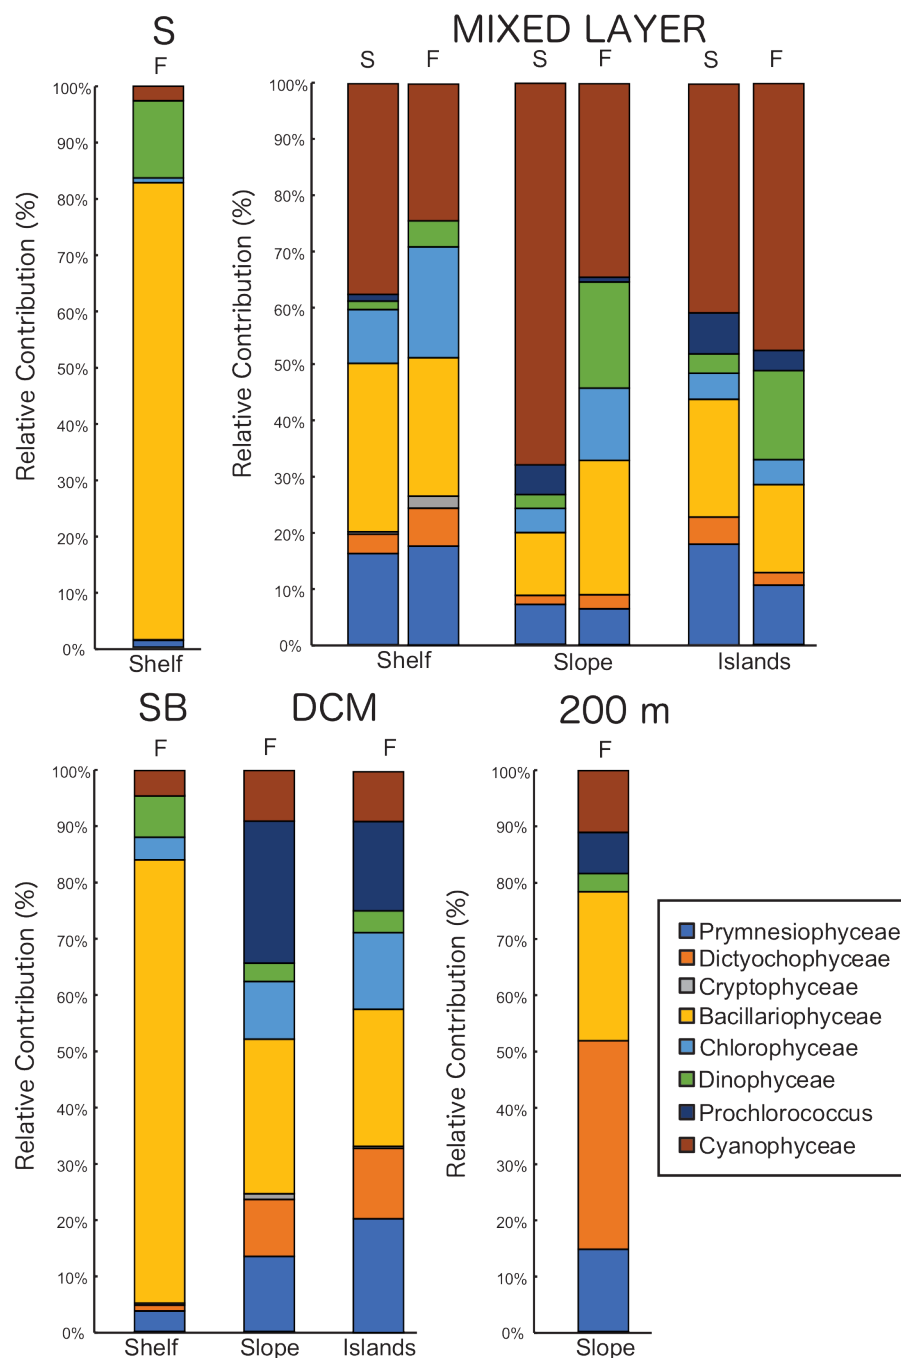 S
F
Relative Contribution (%)
100%
90%
80%
70%
60%
50%
40%
30%
20%
10%
0%
Shelf
MIXED LAYER
S F S F S F
Relative Contribution (%)
100%
90%
80%
70%
60%
50%
40%
30%
20%
10%
0%
Shelf Slope Islands
SB DCM
F F F
Relative Contribution (%)
100%
90%
80%
70%
60%
50%
40%
30%
20%
10%
0%
Shelf Slope Islands
200 m
F
Relative Contribution (%)
100%
90%
80%
70%
60%
50%
40%
30%
20%
10%
0%
Slope
Prymnesiophyceae
Dictyochophyceae
Cryptophyceae
Bacillariophyceae
Chlorophyceae
Dinophyceae
Prochlorococcus
Cyanophyceae